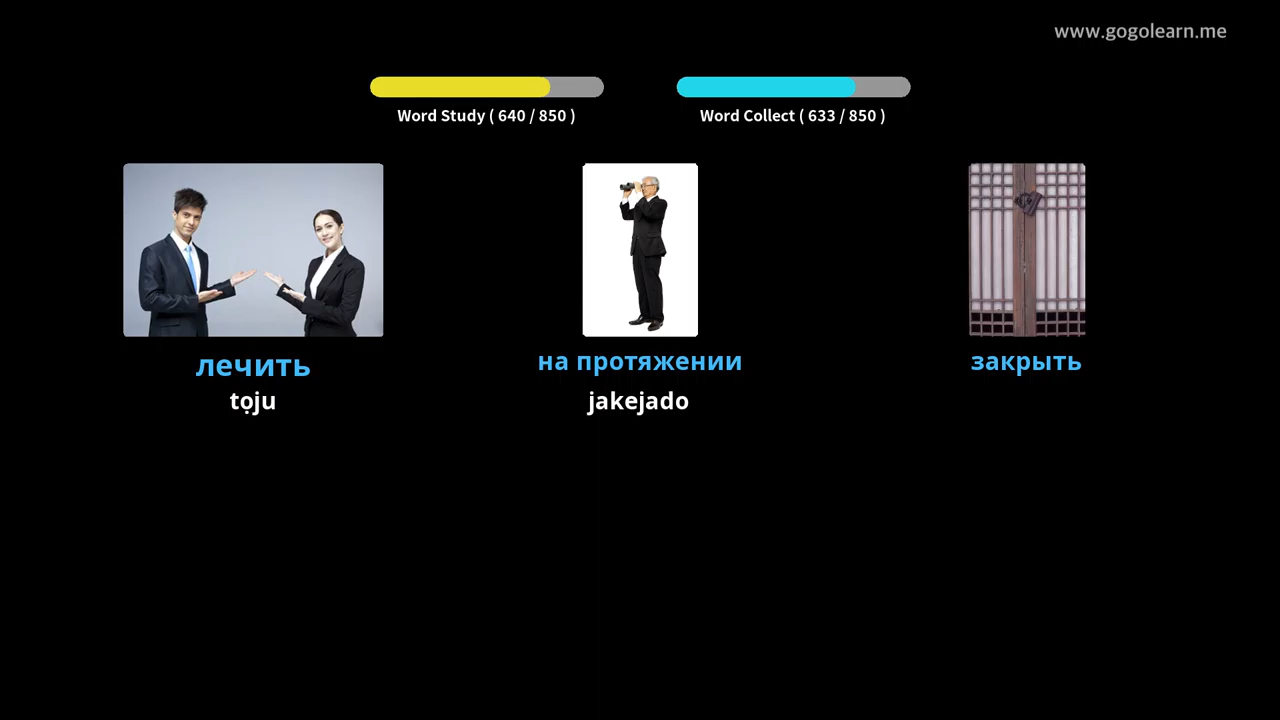 www.gogolearn.me
Word Study ( 640 / 850 )
Word Collect ( 633 / 850 )
лечить
на протяжении
закрыть
tọju
jakejado